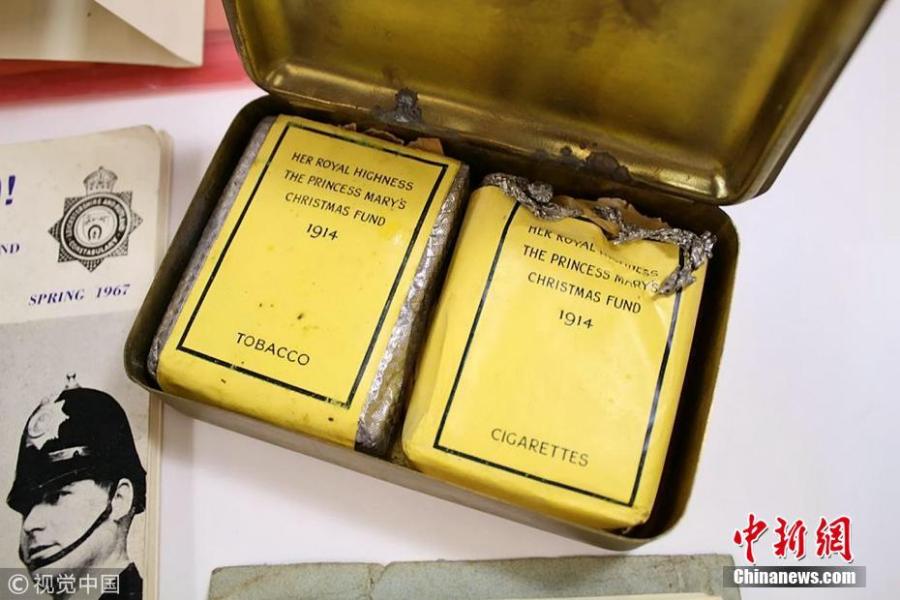 !
ND
SPRING 1967
HER ROYAL HIGHNESS
THE PRINCESS MARY'S
CHRISTMAS FUND
1914
TOBACCO
HER ROYAL HIGHNESS
THE PRINCESS MARY'S
CHRISTMAS FUND
1914
CIGARETTES
中新网
Chinanews.com
©视觉中国